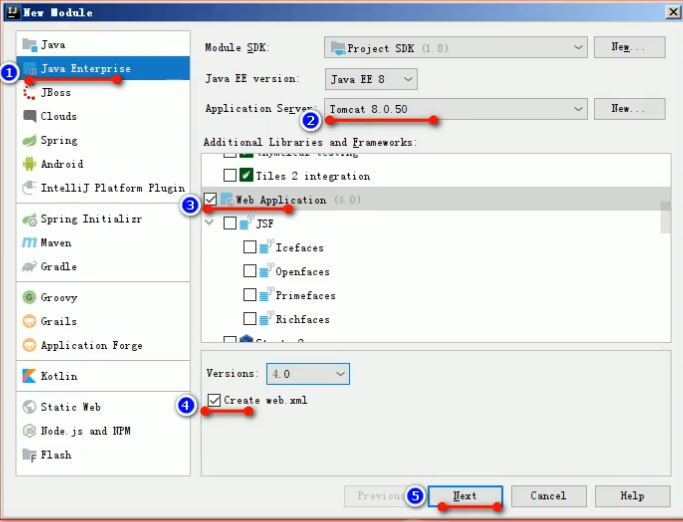 New Module
Java
1 Java Enterprise
JBoss
Clouds
Spring
Android
IntelliJ Platform Plugin
Spring Initializr
Maven
Gradle
Groovy
Grails
Application Forge
Kotlin
Static Web
Node.js and NPM
Flash
Module SDK: Project SDK (1.8) New...
Java EE version: Java EE 8
Application Server: 2 Tomcat 8.0.50 New...
Additional Libraries and Frameworks:
Tiles 2 integration
3 Web Application (4.0)
JSF
Icefaces
Openfaces
Primefaces
Richfaces
Versions: 4.0
4 Create web.xml
Previous 5 Next Cancel Help